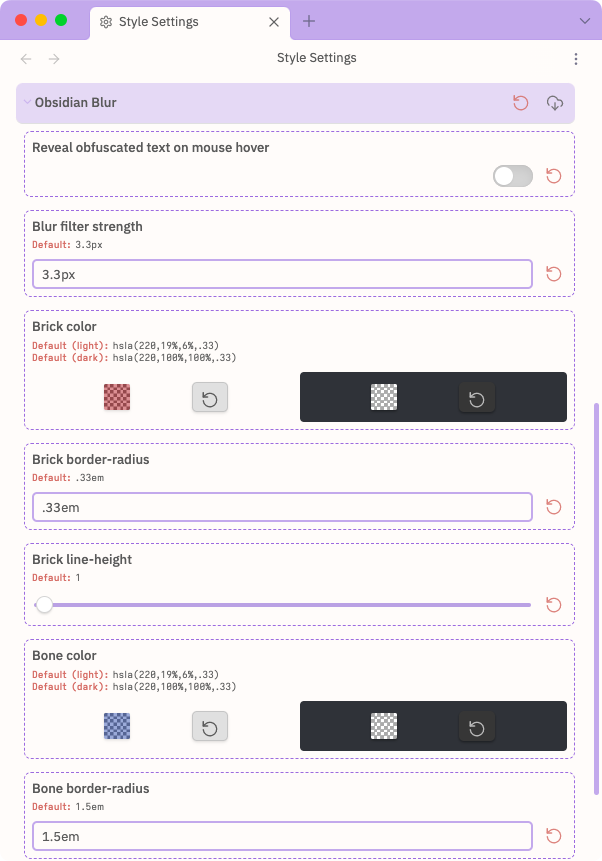 Style Settings
Style Settings
Obsidian Blur
Reveal obfuscated text on mouse hover
Blur filter strength
Default: 3.3px
3.3px
Brick color
Default (light): hsla(220,19%,6%,.33)
Default (dark): hsla(220,100%,100%,.33)
Brick border-radius
Default: .33em
.33em
Brick line-height
Default: 1
Bone color
Default (light): hsla(220,19%,6%,.33)
Default (dark): hsla(220,100%,100%,.33)
Bone border-radius
Default: 1.5em
1.5em